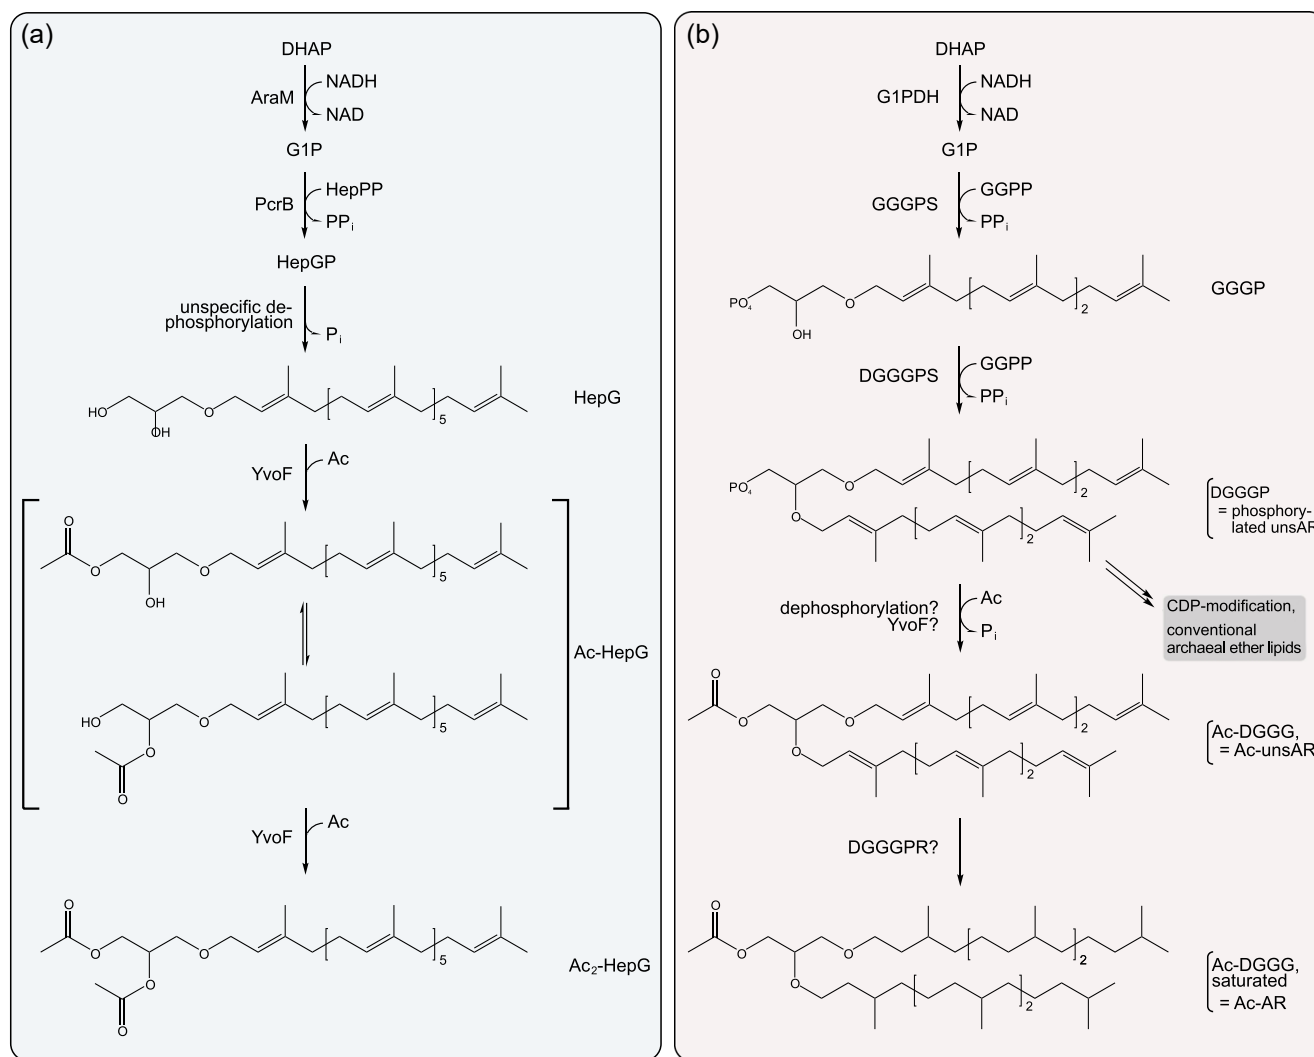 (a)
DHAP
NADH
AraM
NAD
G1P
HepPP
PcrB
PPi
HepGP
unspecific de-
phosphorylation
Pi
HO
OH
O
5
HepG
YvoF
Ac
O
O
OH
O
5
Ac-HepG
HO
O
5
O
O
YvoF
Ac
O
O
O
5
O
O
Ac2-HepG
(b)
DHAP
NADH
G1PDH
NAD
G1P
GGPP
GGGPS
PPi
PO4
OH
O
2
GGGP
GGPP
DGGGPS
PPi
PO4
O
2
O
2
DGGGP
= phosphory-
lated unsAR
dephosphorylation?
YvoF?
Ac
Pi
CDP-modification,
conventional
archaeal ether lipids
O
O
O
2
O
2
Ac-DGGG,
= Ac-unsAR
DGGGPR?
O
O
O
2
O
2
Ac-DGGG,
saturated
= Ac-AR